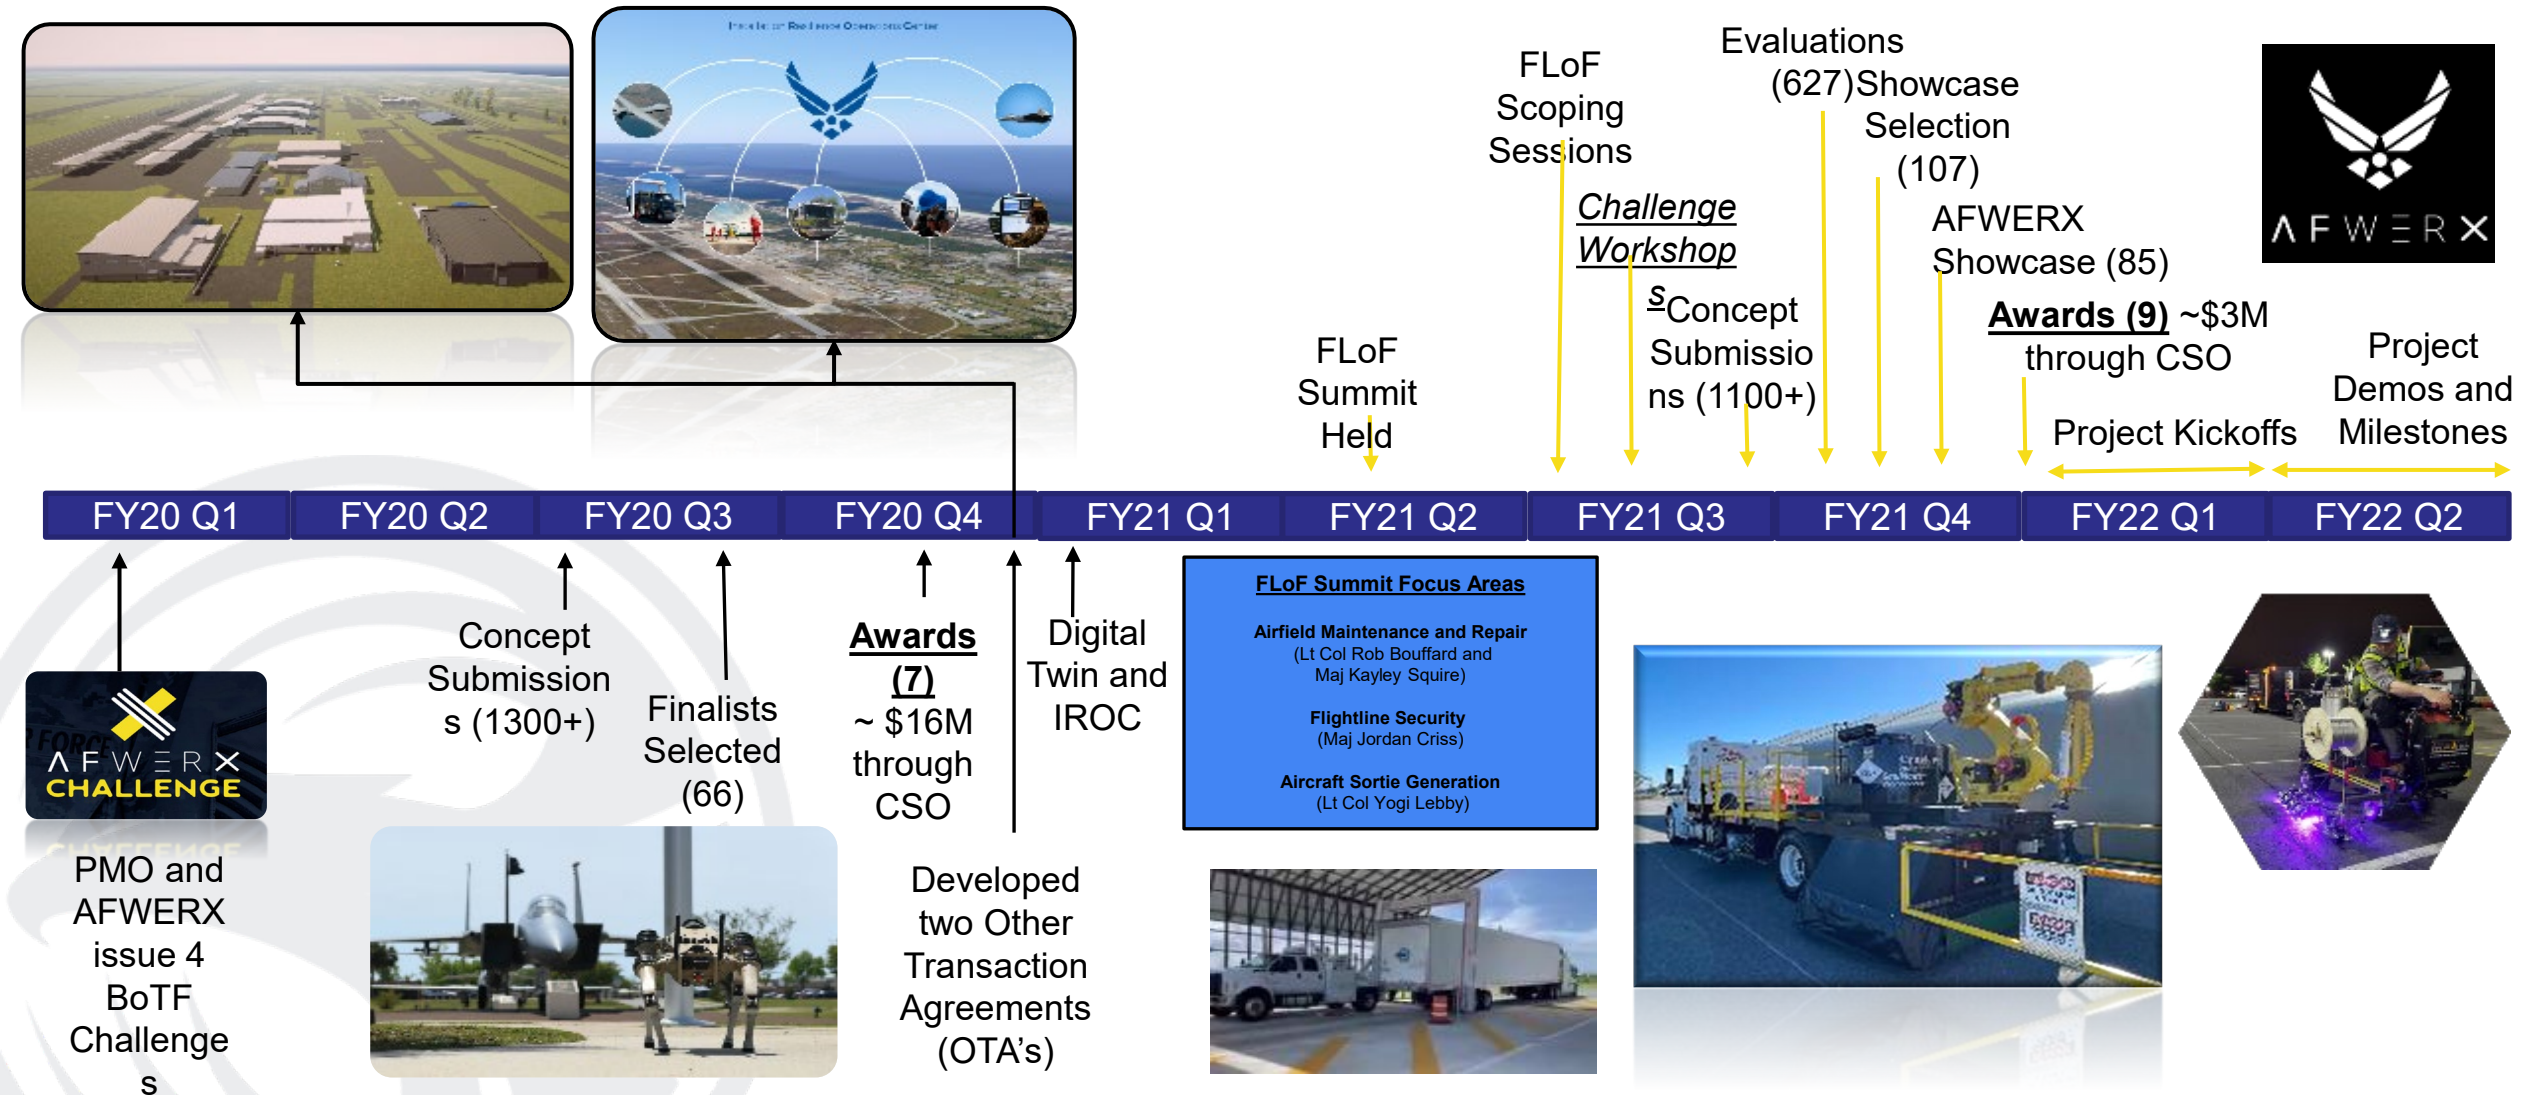 Installation Resilience Operations Center
FLoF
Scoping
Sessions
Evaluations
(627)
Showcase
Selection
(107)
Challenge
Workshop
s
Concept
Submissio
ns (1100+)
AFWERX
Showcase (85)
AFWERX
Awards (9) ~$3M
through CSO
FLoF
Summit
Held
Project Kickoffs
Project
Demos and
Milestones
FY20 Q1
FY20 Q2
FY20 Q3
FY20 Q4
FY21 Q1
FY21 Q2
FY21 Q3
FY21 Q4
FY22 Q1
FY22 Q2
AFWERX
CHALLENGE
PMO and
AFWERX
issue 4
BoTF
Challenge
s
Concept
Submission
s (1300+)
Finalists
Selected
(66)
Awards
(7)
~ $16M
through
CSO
Developed
two Other
Transaction
Agreements
(OTA’s)
Digital
Twin and
IROC
FLoF Summit Focus Areas
Airfield Maintenance and Repair
(Lt Col Rob Bouffard and
Maj Kayley Squire)
Flightline Security
(Maj Jordan Criss)
Aircraft Sortie Generation
(Lt Col Yogi Lebby)